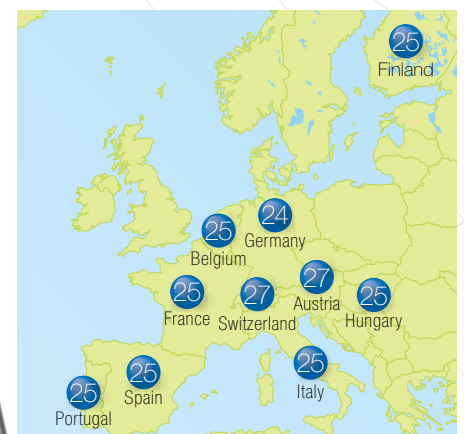 25
Finland
24
Germany
25
Belgium
27
Austria
25
France
27
Switzerland
25
Hungary
25
Italy
25
Spain
25
Portugal